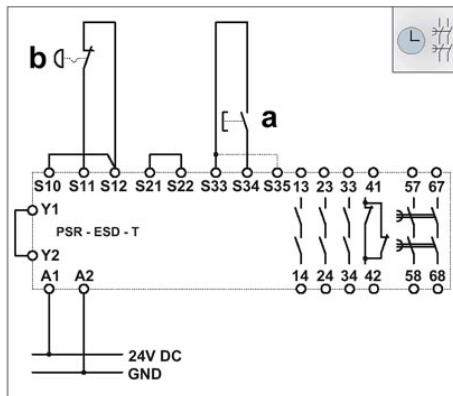 b
a
S10 S11 S12 S21 S22 S33 S34 S35 13 23 33 41 57 67
Y1
PSR - ESD - T
Y2
A1 A2 14 24 34 42 58 68
24V DC
GND